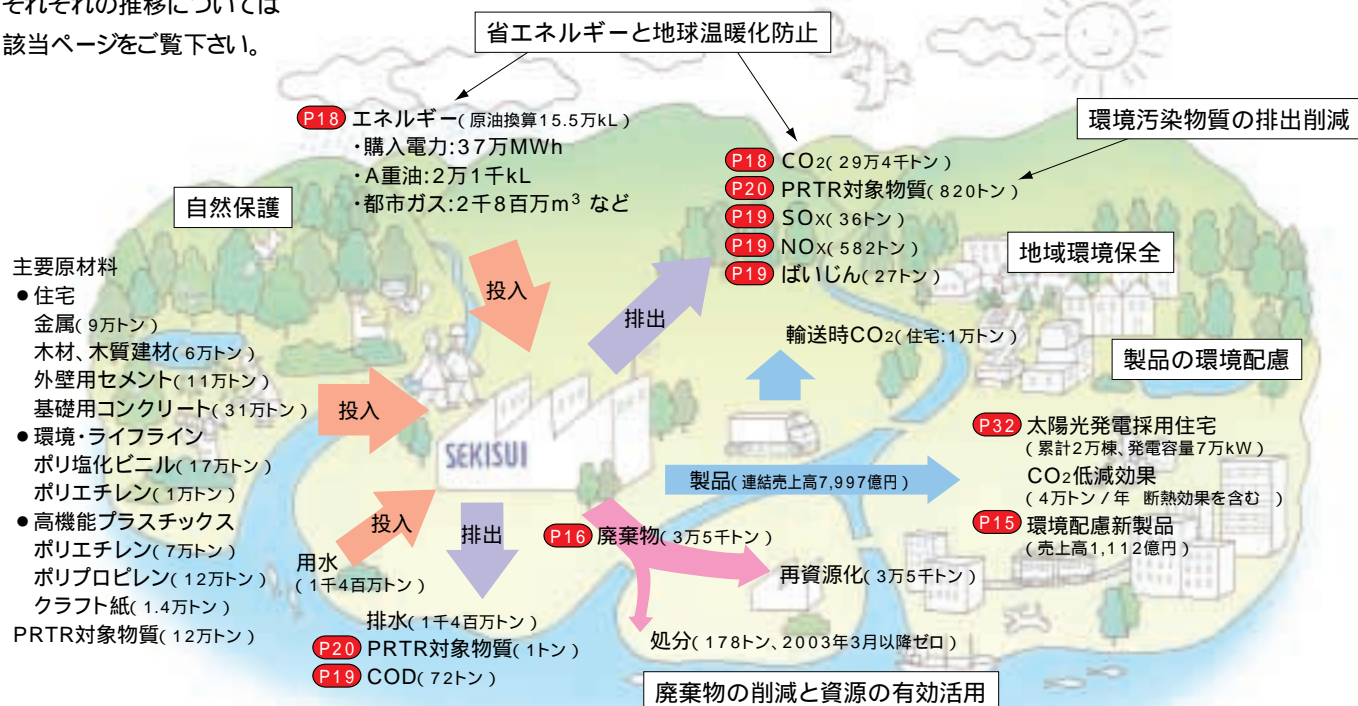 それぞれの推移については
該当ページをご覧下さい。
省エネルギーと地球温暖化防止
P18 エネルギー(原油換算15.5万kL)
・購入電力:37万MWh
・A重油:2万1千kL
・都市ガス:2千8百万m³ など
環境汚染物質の排出削減
P18 CO₂(29万4千トン)
P20 PRTR対象物質(820トン)
P19 SOX(36トン)
P19 NOX(582トン)
P19 ばいじん(27トン)
自然保護
地域環境保全
主要原材料
●住宅
金属(9万トン)
木材、木質建材(6万トン)
外壁用セメント(11万トン)
基礎用コンクリート(31万トン)
●環境・ライフライン
ポリ塩化ビニル(17万トン)
ポリエチレン(1万トン)
●高機能プラスチックス
ポリエチレン(7万トン)
ポリプロピレン(12万トン)
クラフト紙(1.4万トン)
PRTR対象物質(12万トン)
投入
投入
投入
用水
(1千4百万トン)
排出
SEKISUI
排出
輸送時CO₂(住宅:1万トン)
製品の環境配慮
製品(連結売上高7,997億円)
P32 太陽光発電採用住宅
(累計2万棟、発電容量7万kW)
CO₂低減効果
(4万トン/年 断熱効果を含む )
P15 環境配慮新製品
(売上高1,112億円)
P16 廃棄物(3万5千トン)
再資源化(3万5千トン)
処分(178トン、2003年3月以降ゼロ)
排水(1千4百万トン)
P20 PRTR対象物質(1トン)
P19 COD(72トン)
廃棄物の削減と資源の有効活用